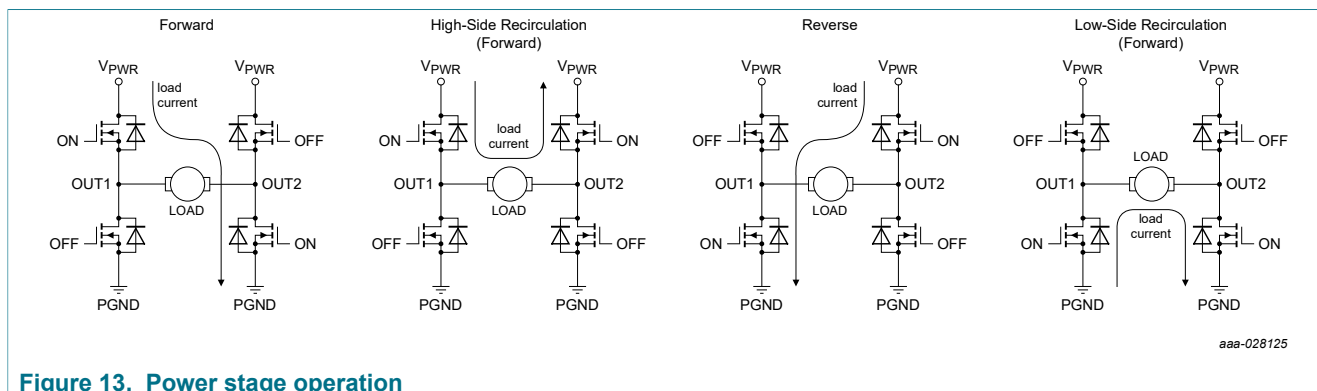 Forward
High-Side Recirculation
(Forward)
Reverse
Low-Side Recirculation
(Forward)
VPWR
VPWR
load
current
ON
OFF
OUT1
OUT2
LOAD
OFF
ON
PGND
PGND
VPWR
VPWR
ON
load
current
ON
OUT1
OUT2
LOAD
OFF
OFF
PGND
PGND
VPWR
VPWR
load
current
OFF
ON
OUT1
OUT2
LOAD
ON
OFF
PGND
PGND
VPWR
VPWR
OFF
OFF
LOAD
OUT1
OUT2
load
current
ON
ON
PGND
PGND
aaa-028125
Figure 13. Power stage operation